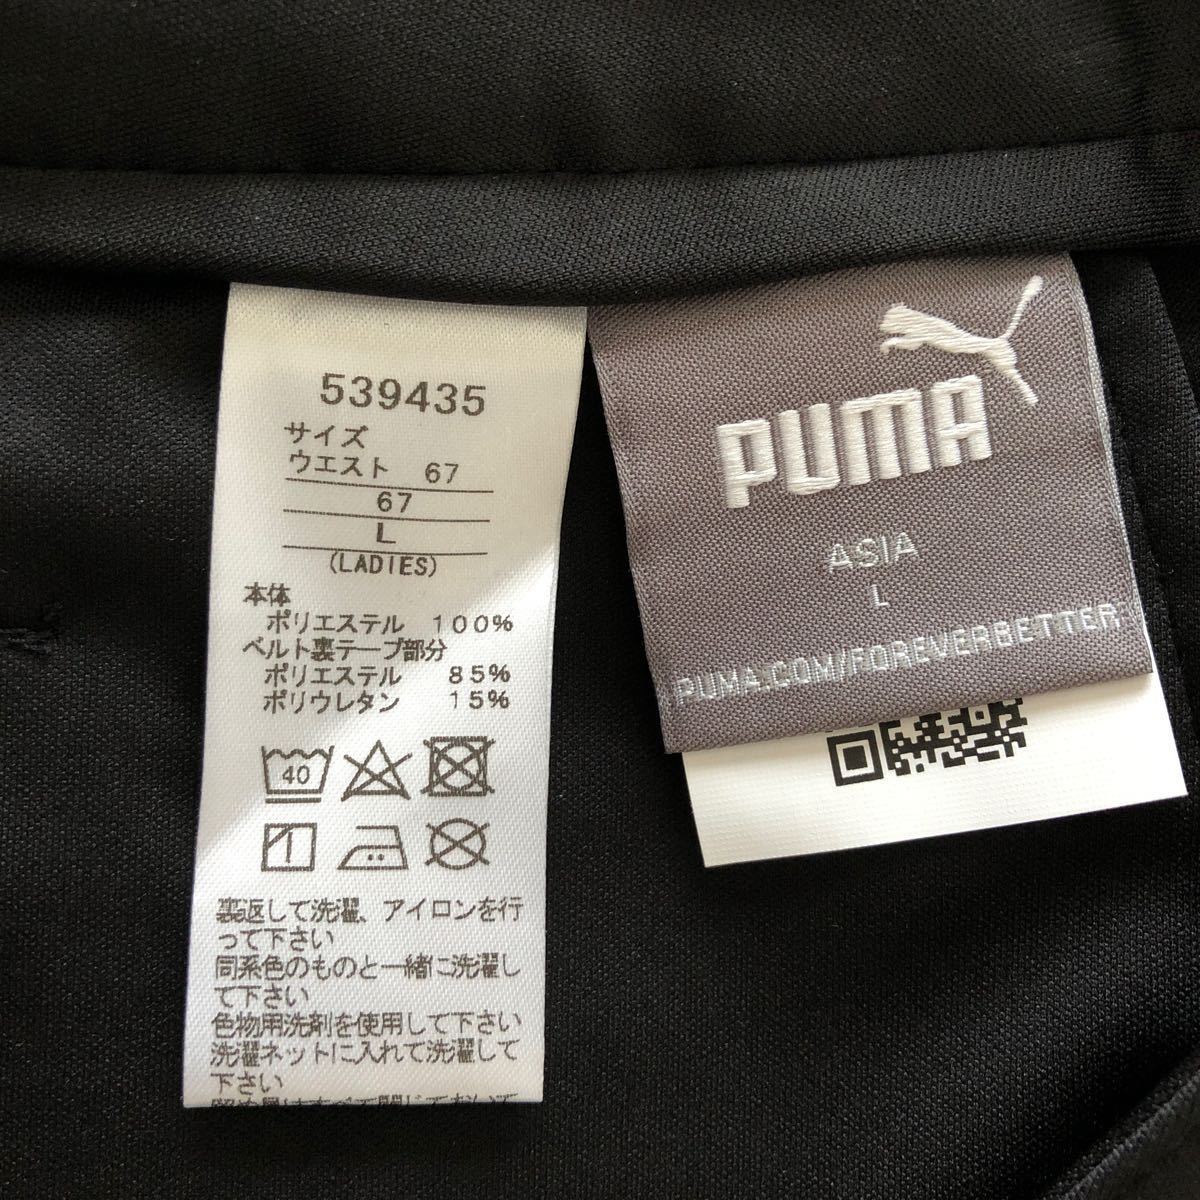 539435
サイズ
ウエスト 67
67
L
(LADIES)
本体
ポリエステル 100%
ベルト裏テープ部分
ポリエステル 85%
ポリウレタン 15%
40
裏返して洗濯、アイロンを行
って下さい
同系色のものと一緒に洗濯し
て下さい
色物用洗剤を使用して下さい
洗濯ネットに入れて洗濯して
下さい
PUMA
ASIA
L
PUMA.COM/FOREVERBETTER